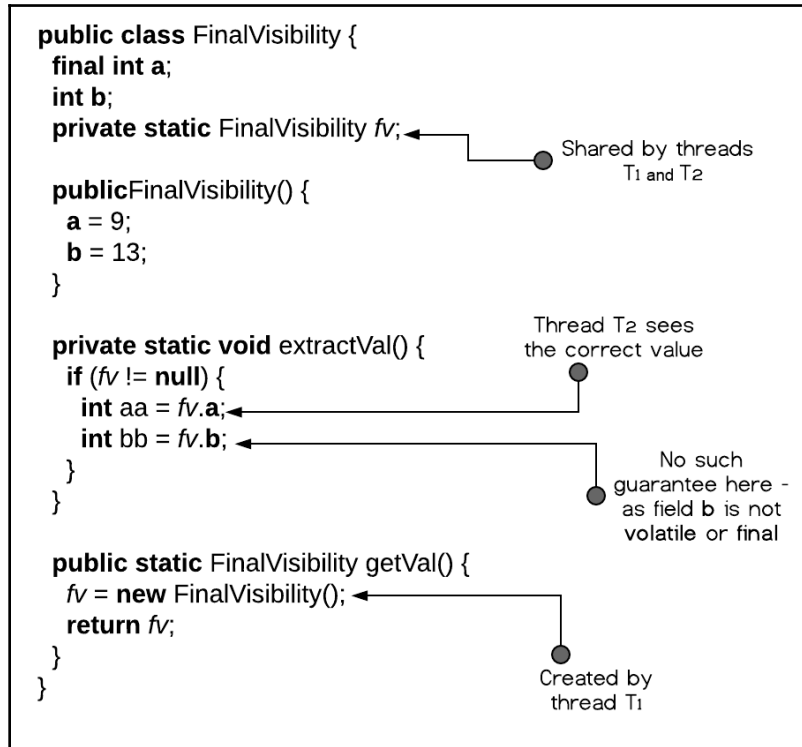 public class FinalVisibility {
final int a;
int b;
private static FinalVisibility fv;
Shared by threads
T1 and T2
publicFinalVisibility() {
a = 9;
b = 13;
}
Thread T2 sees
the correct value
private static void extractVal() {
if (fv != null) {
int aa = fv.a;
int bb = fv.b;
}
}
No such
guarantee here -
as field b is not
volatile or final
public static FinalVisibility getVal() {
fv = new FinalVisibility();
return fv;
}
}
Created by
thread T1